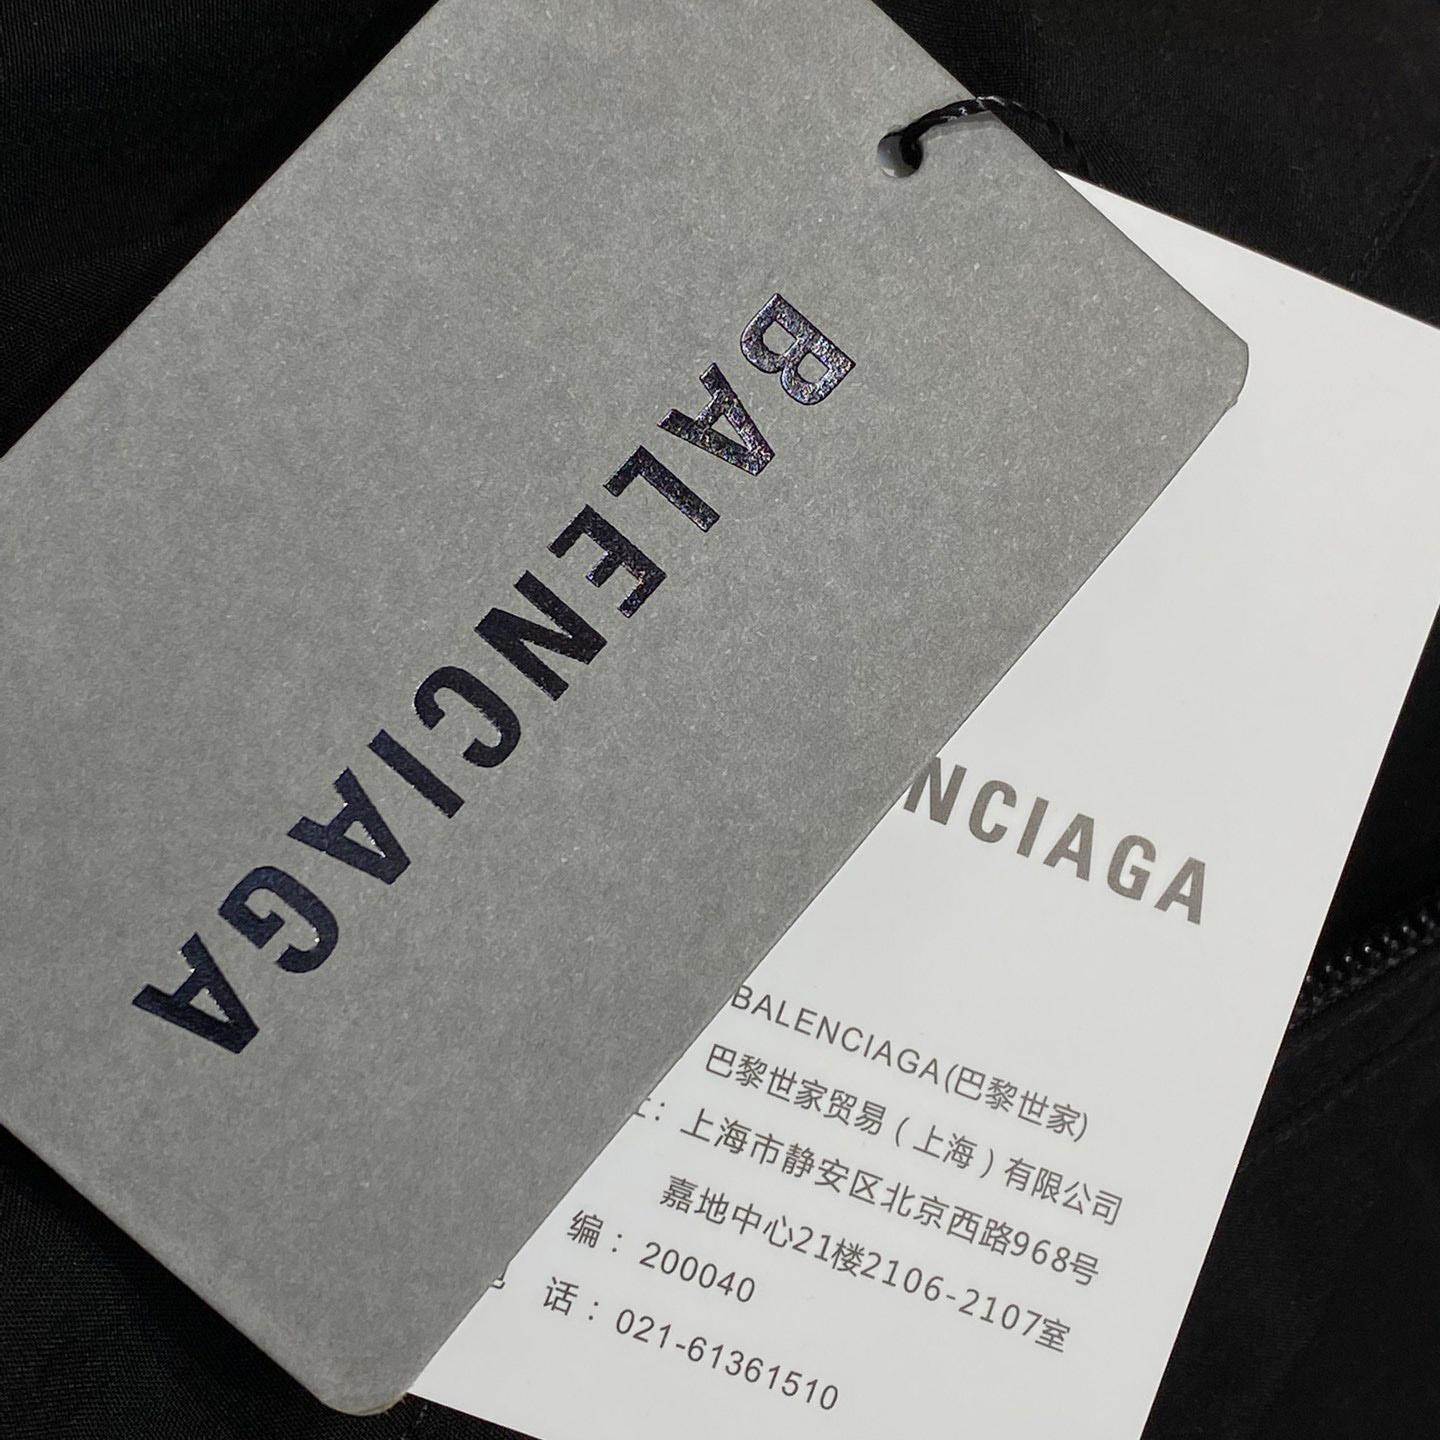 BALENCIAGA
NCIAGA
BALENCIAGA(巴黎世家)
巴黎世家贸易(上海)有限公司
: 上海市静安区北京西路968号
嘉地中心21楼2106-2107室
编: 200040
话: 021-61361510